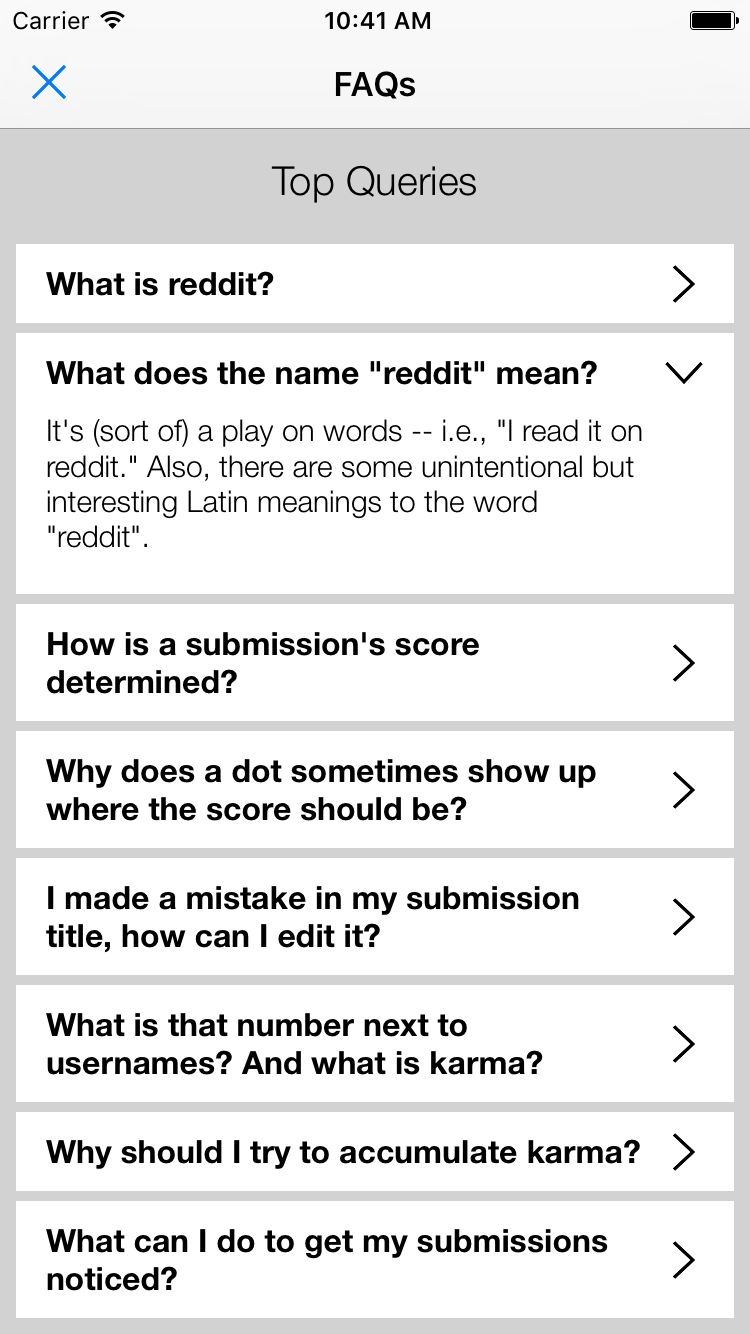 Carrier 10:41 AM
FAQs
Top Queries
What is reddit?
What does the name "reddit" mean?
It's (sort of) a play on words -- i.e., "I read it on
reddit." Also, there are some unintentional but
interesting Latin meanings to the word
"reddit".
How is a submission's score
determined?
Why does a dot sometimes show up
where the score should be?
I made a mistake in my submission
title, how can I edit it?
What is that number next to
usernames? And what is karma?
Why should I try to accumulate karma?
What can I do to get my submissions
noticed?